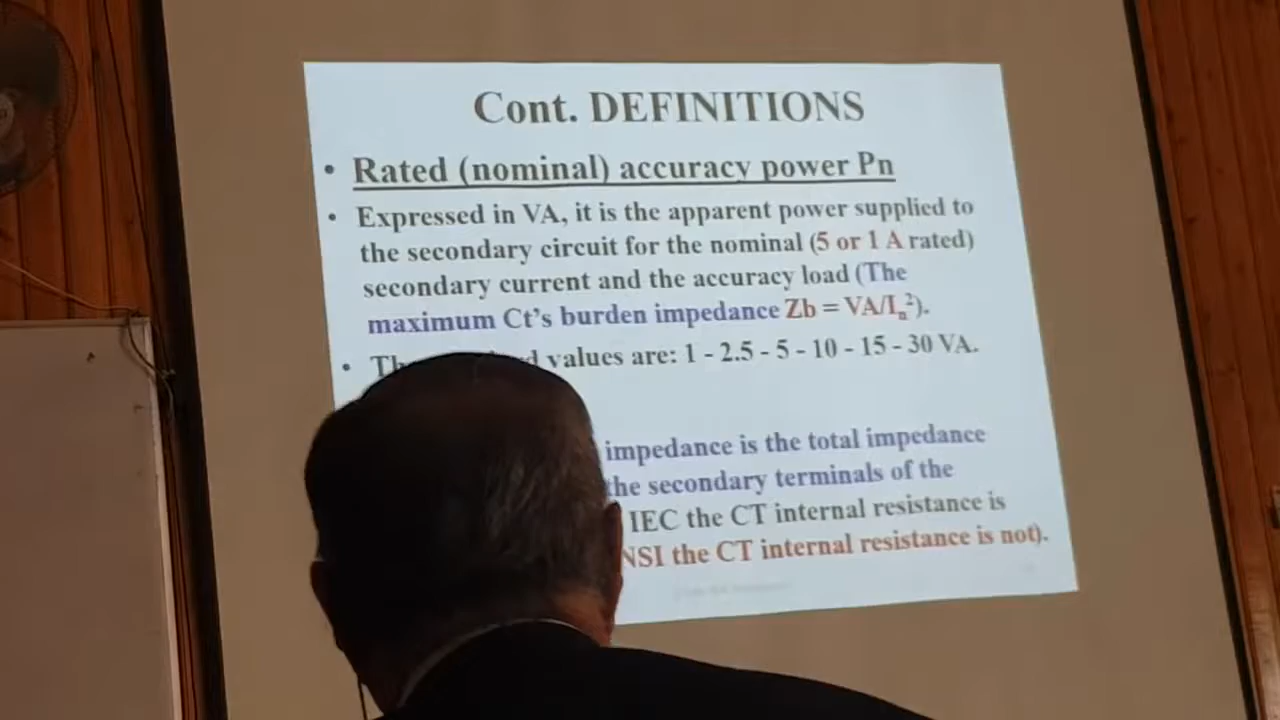 Cont. DEFINITIONS
• Rated (nominal) accuracy power Pn
• Expressed in VA, it is the apparent power supplied to
the secondary circuit for the nominal (5 or 1 A rated)
secondary current and the accuracy load (The
maximum Ct's burden impedance Zb = VA/Iₙ²).
• values are: 1 - 2.5 - 5 - 10 - 15 - 30 VA.
impedance is the total impedance
the secondary terminals of the
IEC the CT internal resistance is
the CT internal resistance is not).